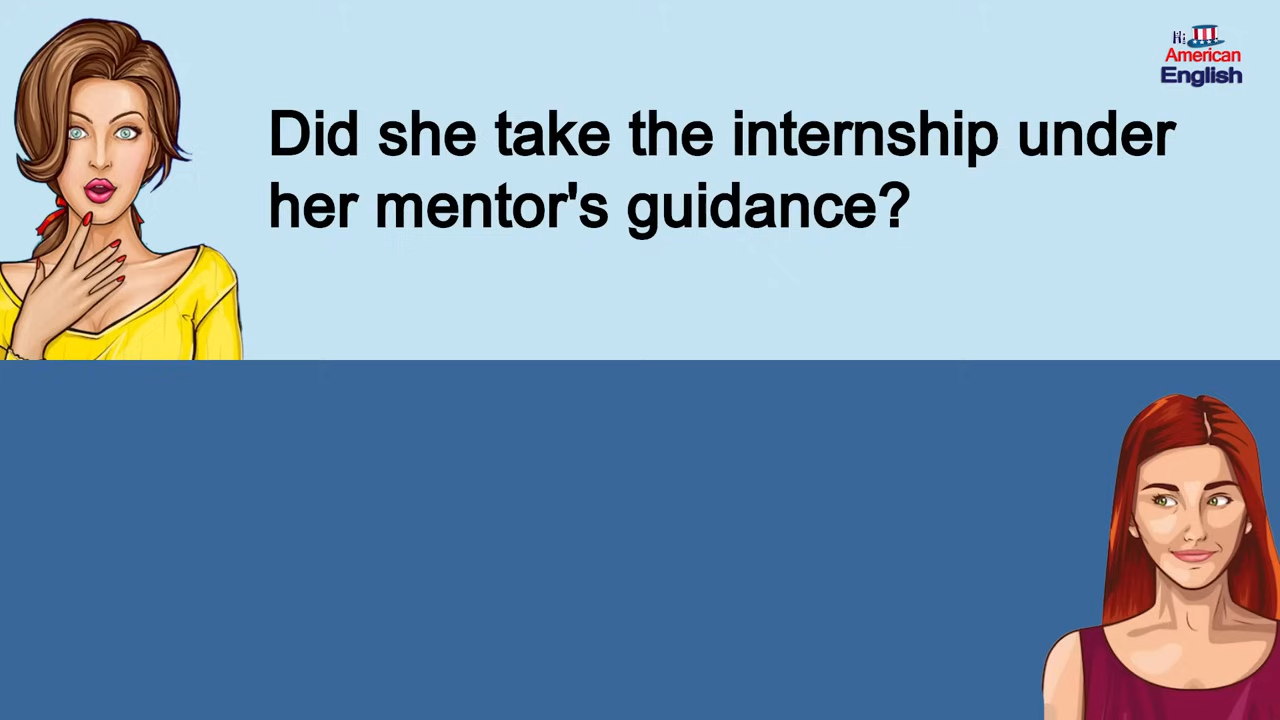 Hi
American
English
Did she take the internship under
her mentor's guidance?